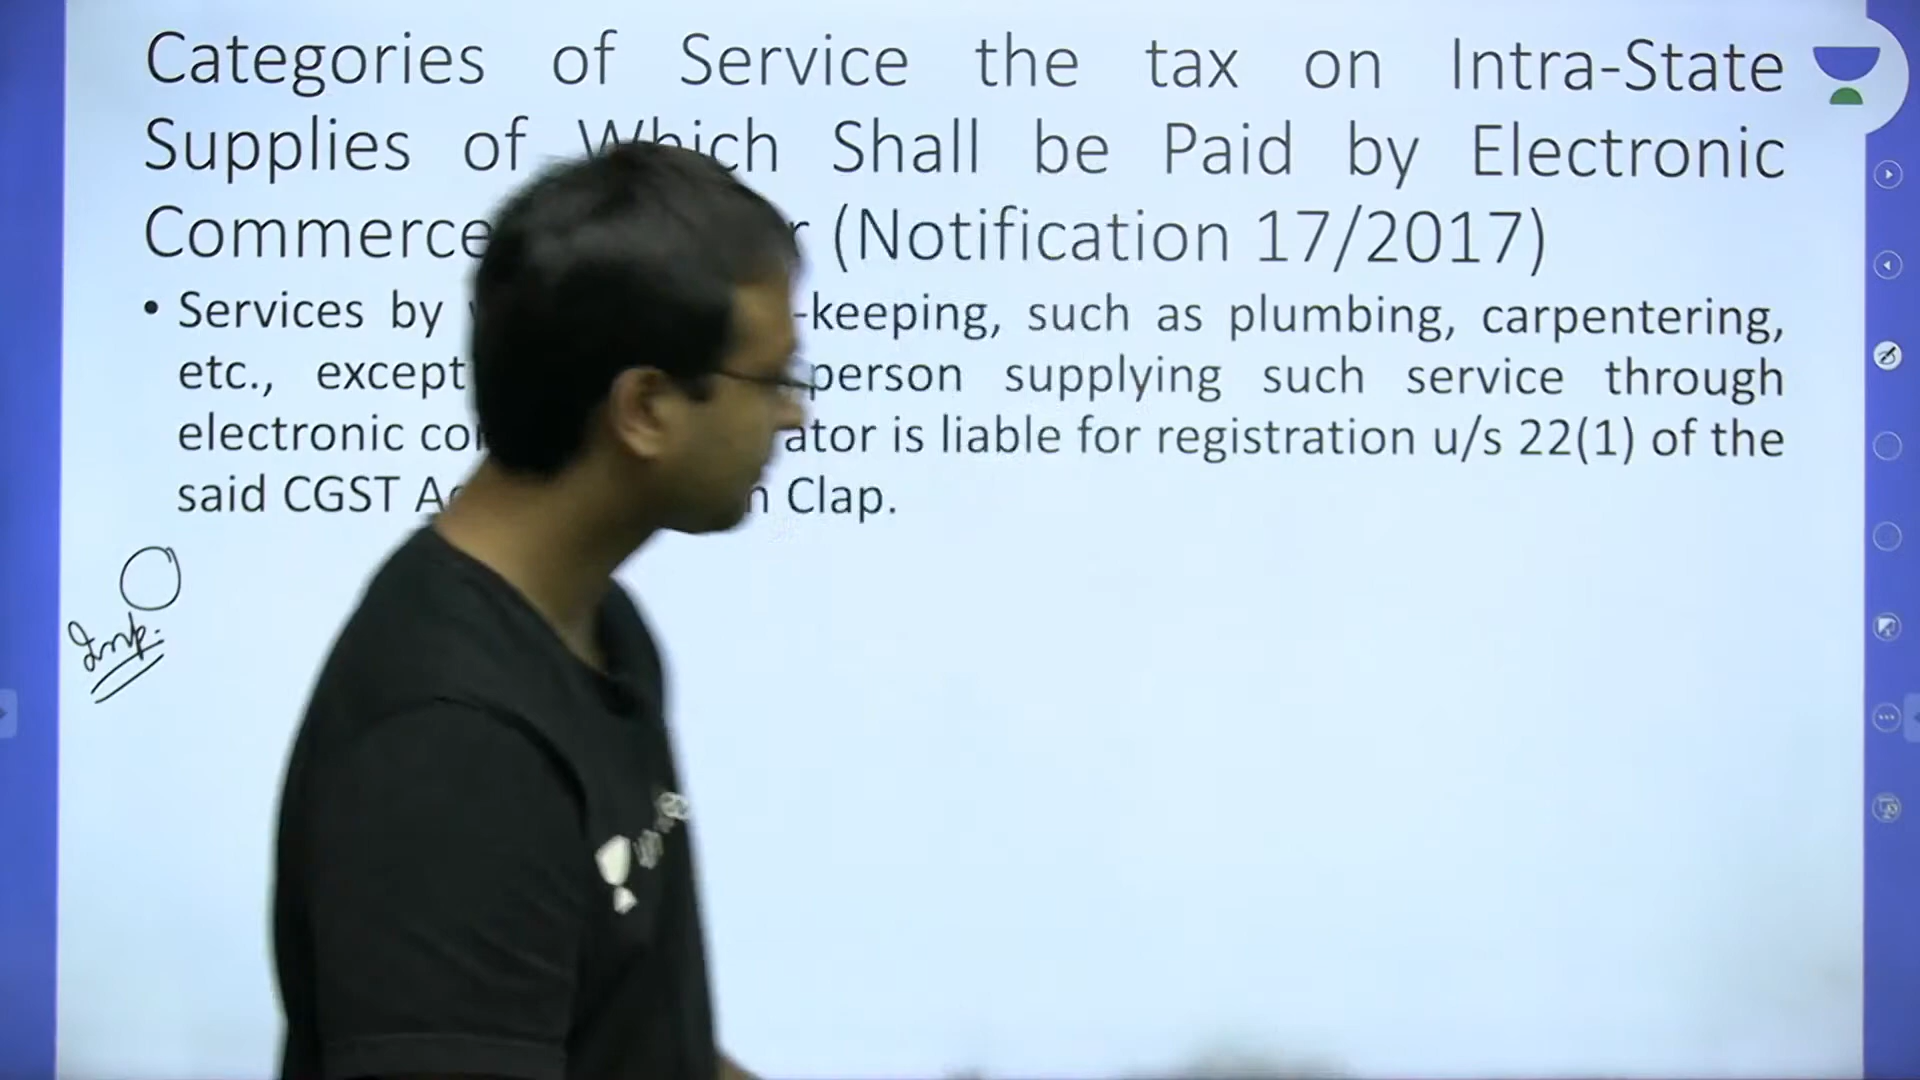 Categories of Service the tax on Intra-State
Supplies of Which Shall be Paid by Electronic
Commerce (Notification 17/2017)
• Services by -keeping, such as plumbing, carpentering,
etc., except person supplying such service through
electronic is liable for registration u/s 22(1) of the
said CGST Clap.
Imp.